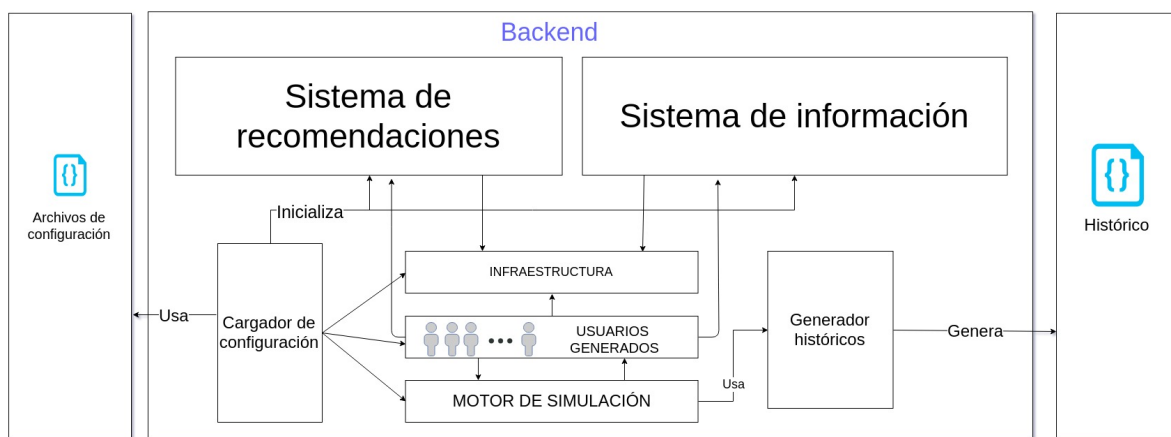 Backend
Sistema de
recomendaciones
Sistema de información
{}
Archivos de
configuración
{}
Histórico
Inicializa
INFRAESTRUCTURA
Usa
Cargador de
configuración
USUARIOS
GENERADOS
Generador
históricos
Genera
Usa
MOTOR DE SIMULACIÓN